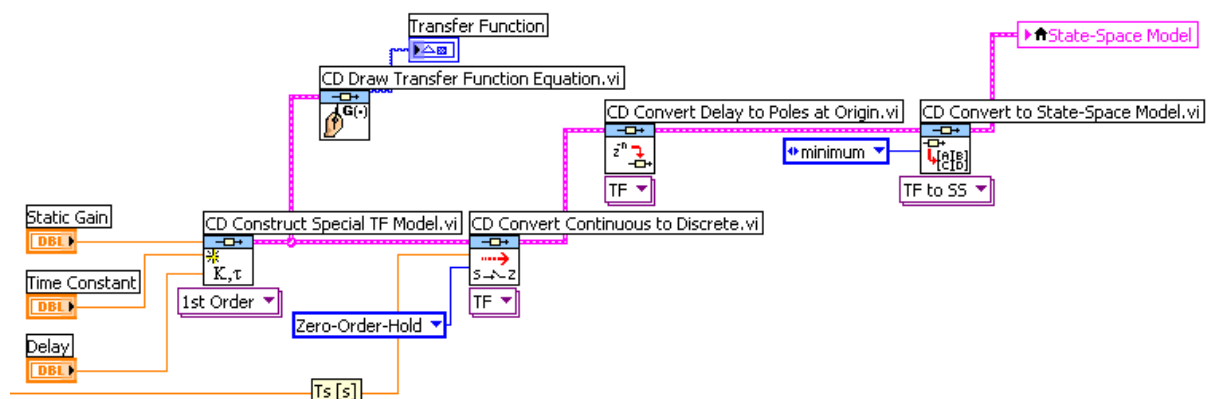 Transfer Function
CD Draw Transfer Function Equation.vi
G(·)
State-Space Model
CD Convert Delay to Poles at Origin.vi
z⁻ⁿ
TF
CD Convert to State-Space Model.vi
minimum
[A|B]
[C|D]
TF to SS
Static Gain
DBL
CD Construct Special TF Model.vi
K,τ
1st Order
CD Convert Continuous to Discrete.vi
S Z
TF
Time Constant
DBL
Zero-Order-Hold
Delay
DBL
Ts [s]